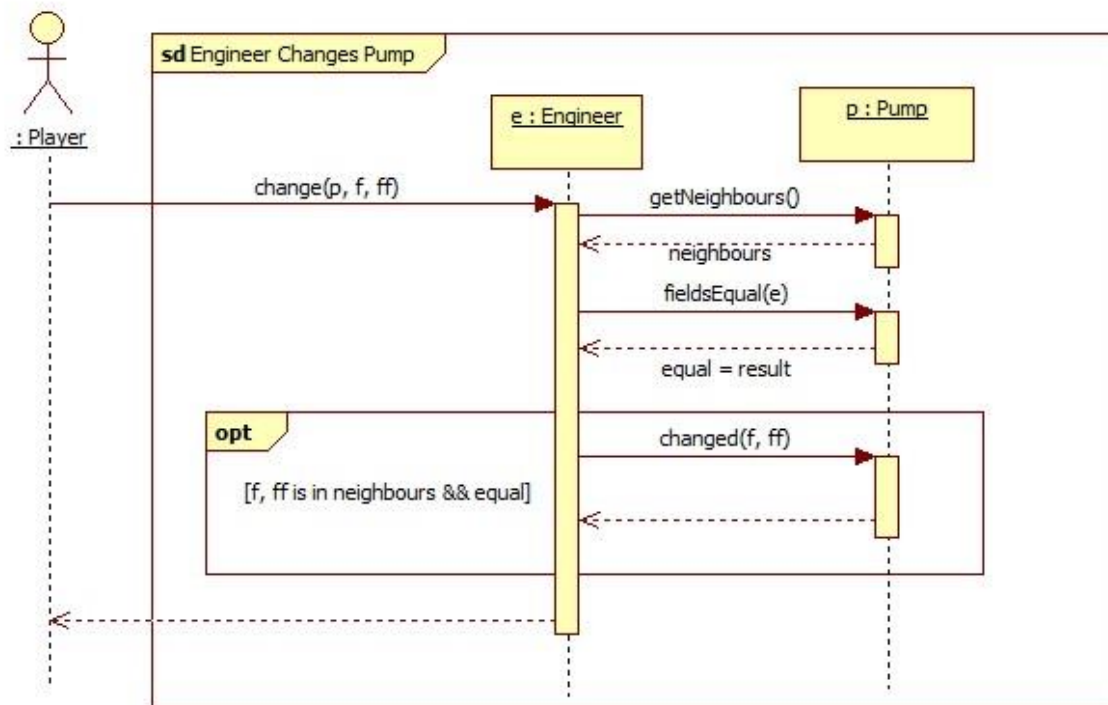 sd Engineer Changes Pump
: Player
e : Engineer
p : Pump
change(p, f, ff)
getNeighbours()
neighbours
fieldsEqual(e)
equal = result
opt
changed(f, ff)
[f, ff is in neighbours && equal]